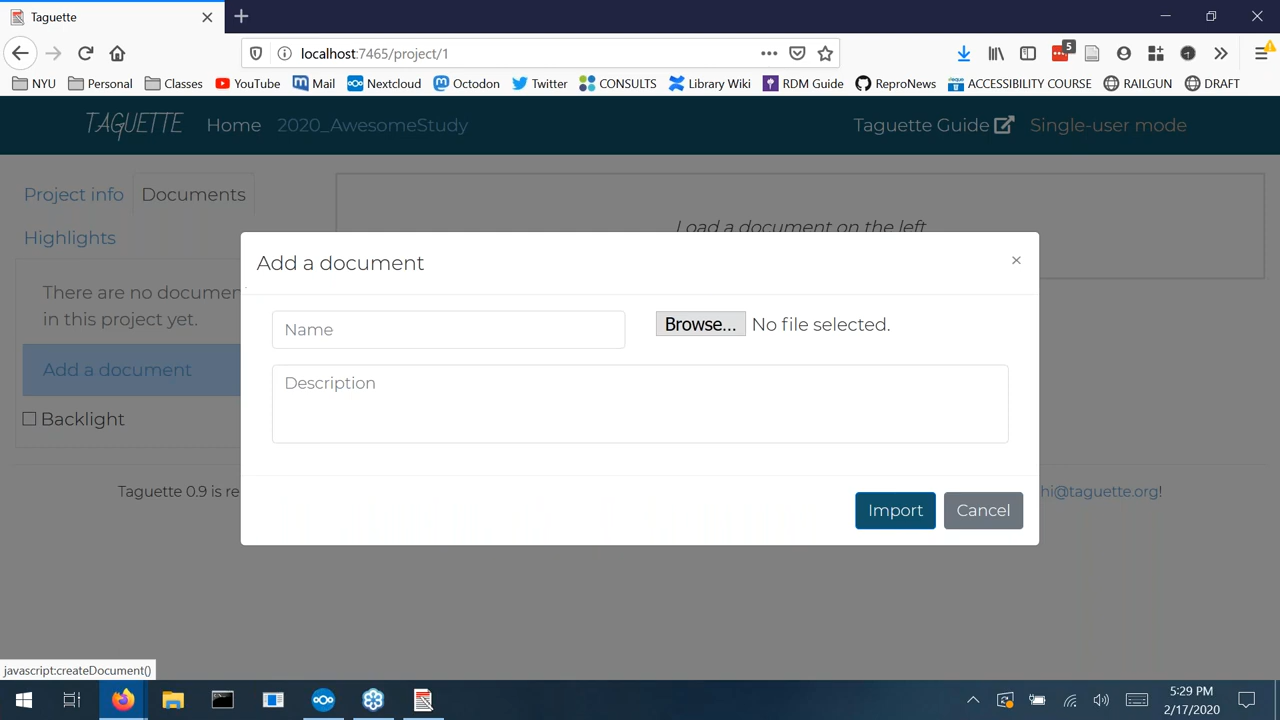 Taguette
localhost:7465/project/1
5
NYU Personal Classes YouTube Mail Nextcloud Octodon Twitter CONSULTS Library Wiki RDM Guide ReproNews ACCESSIBILITY COURSE RAILGUN DRAFT
TAGUETTE Home 2020_AwesomeStudy Taguette Guide Single-user mode
Project info Documents
Highlights
Load a document on the left
There are no documen
in this project yet.
Add a document
Backlight
Taguette 0.9 is re
hi@taguette.org!
Add a document ×
Name
Browse... No file selected.
Description
Import Cancel
javascript:createDocument()
5:29 PM
2/17/2020